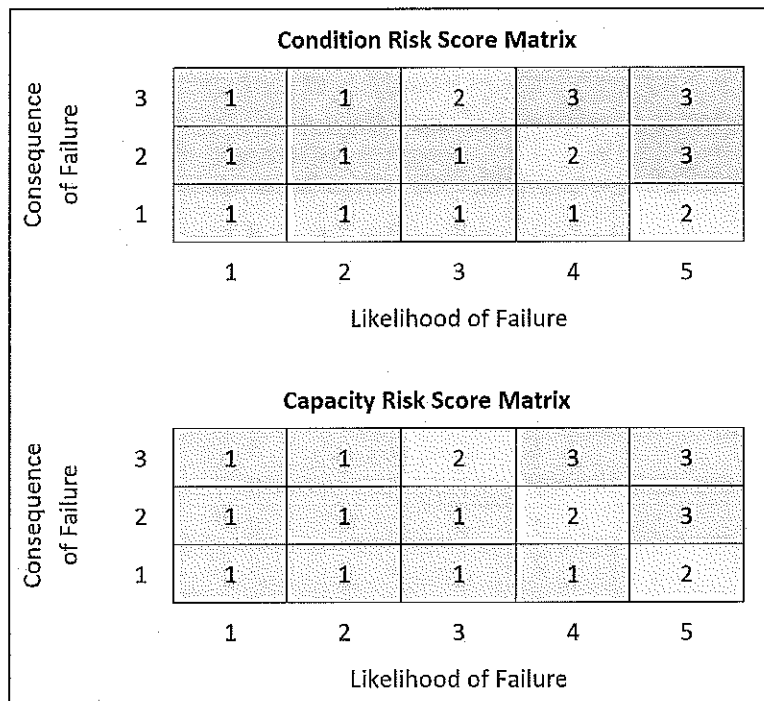 Condition Risk Score Matrix
Consequence
of Failure
3 1 1 2 3 3
2 1 1 1 2 3
1 1 1 1 1 2
1 2 3 4 5
Likelihood of Failure
Capacity Risk Score Matrix
Consequence
of Failure
3 1 1 2 3 3
2 1 1 1 2 3
1 1 1 1 1 2
1 2 3 4 5
Likelihood of Failure